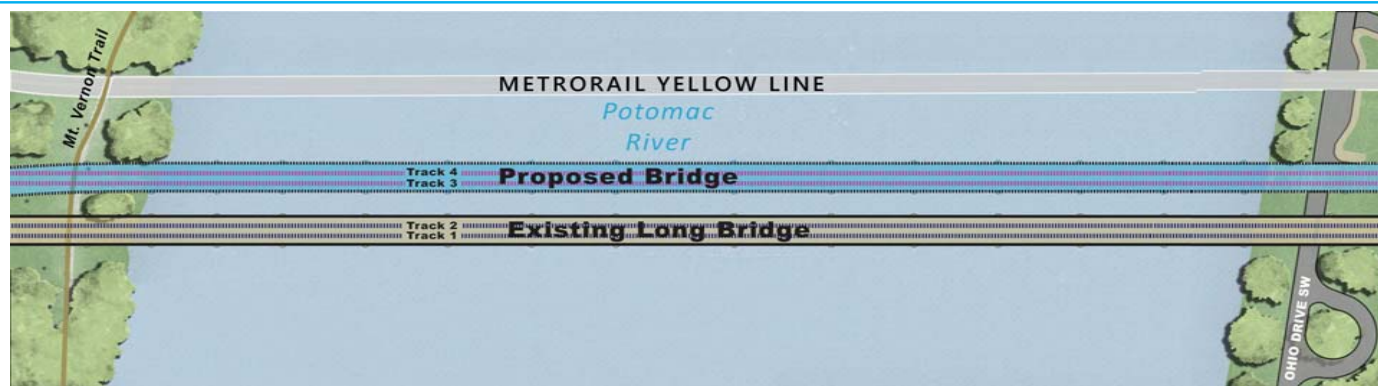 Mt. Vernon Trail
METRORAIL YELLOW LINE
Potomac
River
Track 4
Track 3
Proposed Bridge
Track 2
Track 1
Existing Long Bridge
OHIO DRIVE SW